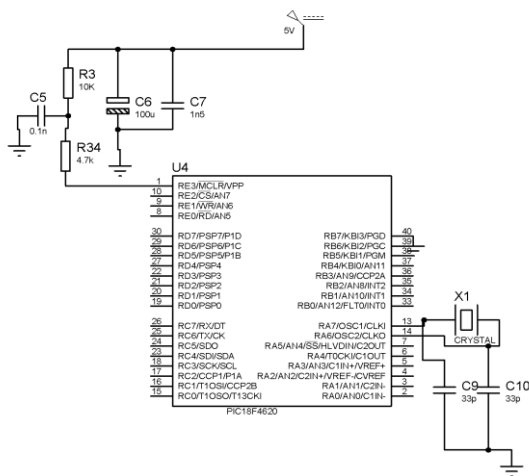 5V
R3
10K
C5
0.1n
C6
100u
C7
1n5
R34
4.7k
U4
1 RE3/MCLR/VPP
10 RE2/CS/AN7
9 RE1/WR/AN6
8 RE0/RD/AN5
30 RD7/PSP7/P1D
29 RD6/PSP6/P1C
28 RD5/PSP5/P1B
27 RD4/PSP4
22 RD3/PSP3
21 RD2/PSP2
20 RD1/PSP1
19 RD0/PSP0
26 RC7/RX/DT
25 RC6/TX/CK
24 RC5/SDO
23 RC4/SDI/SDA
18 RC3/SCK/SCL
17 RC2/CCP1/P1A
16 RC1/T1OSI/CCP2B
15 RC0/T1OSO/T13CKI
RB7/KBI3/PGD 40
RB6/KBI2/PGC 39
RB5/KBI1/PGM 38
RB4/KBI0/AN11 37
RB3/AN9/CCP2A 36
RB2/AN8/INT2 35
RB1/AN10/INT1 34
RB0/AN12/FLT0/INT0 33
RA7/OSC1/CLKI 13
RA6/OSC2/CLKO 14
RA5/AN4/SS/HLVDIN/C2OUT 7
RA4/T0CKI/C1OUT 6
RA3/AN3/C1IN+/VREF+ 5
RA2/AN2/C2IN+/VREF-/CVREF 4
RA1/AN1/C2IN- 3
RA0/AN0/C1IN- 2
PIC18F4620
X1
CRYSTAL
C9
33p
C10
33p